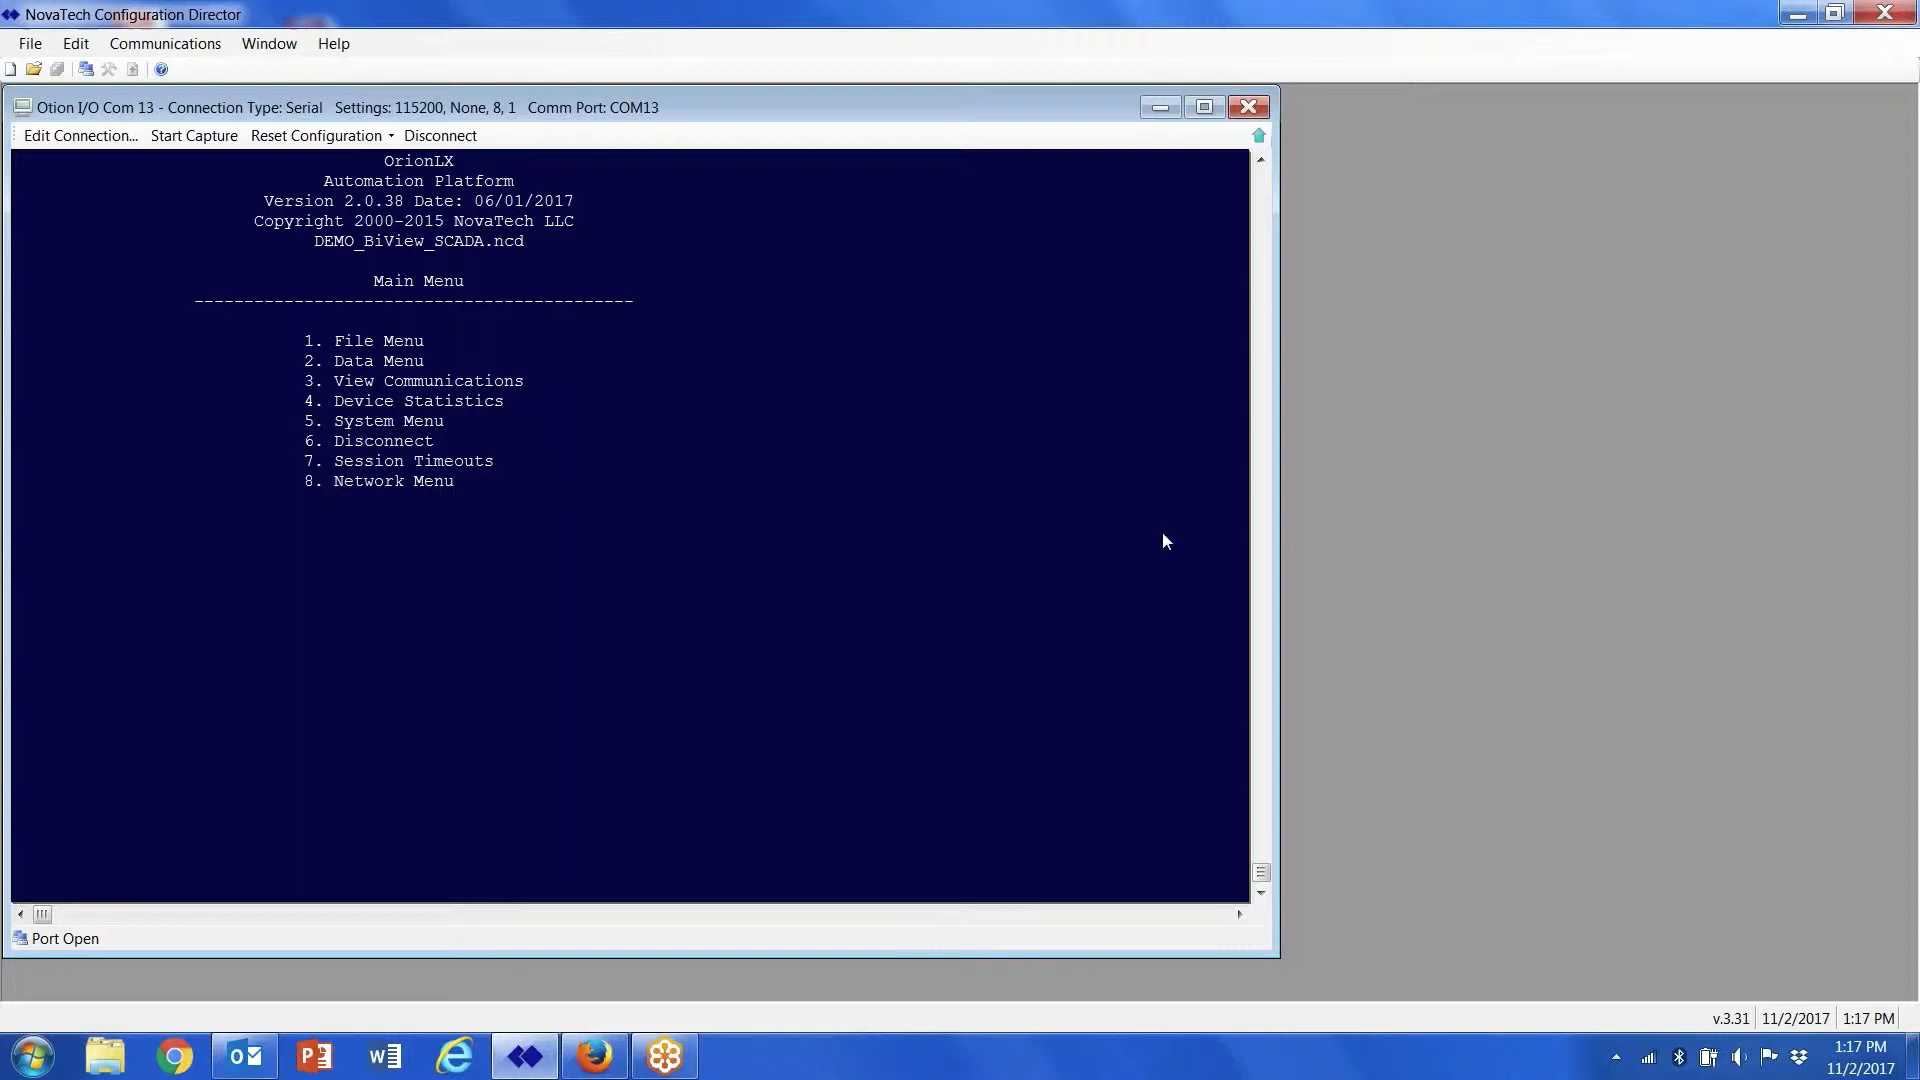 NovaTech Configuration Director
File Edit Communications Window Help
Otion I/O Com 13 - Connection Type: Serial Settings: 115200, None, 8, 1 Comm Port: COM13
Edit Connection... Start Capture Reset Configuration Disconnect
OrionLX
Automation Platform
Version 2.0.38 Date: 06/01/2017
Copyright 2000-2015 NovaTech LLC
DEMO_BiView_SCADA.ncd
Main Menu
--------------------------------------------
1. File Menu
2. Data Menu
3. View Communications
4. Device Statistics
5. System Menu
6. Disconnect
7. Session Timeouts
8. Network Menu
Port Open
v.3.31 11/2/2017 1:17 PM
1:17 PM
11/2/2017